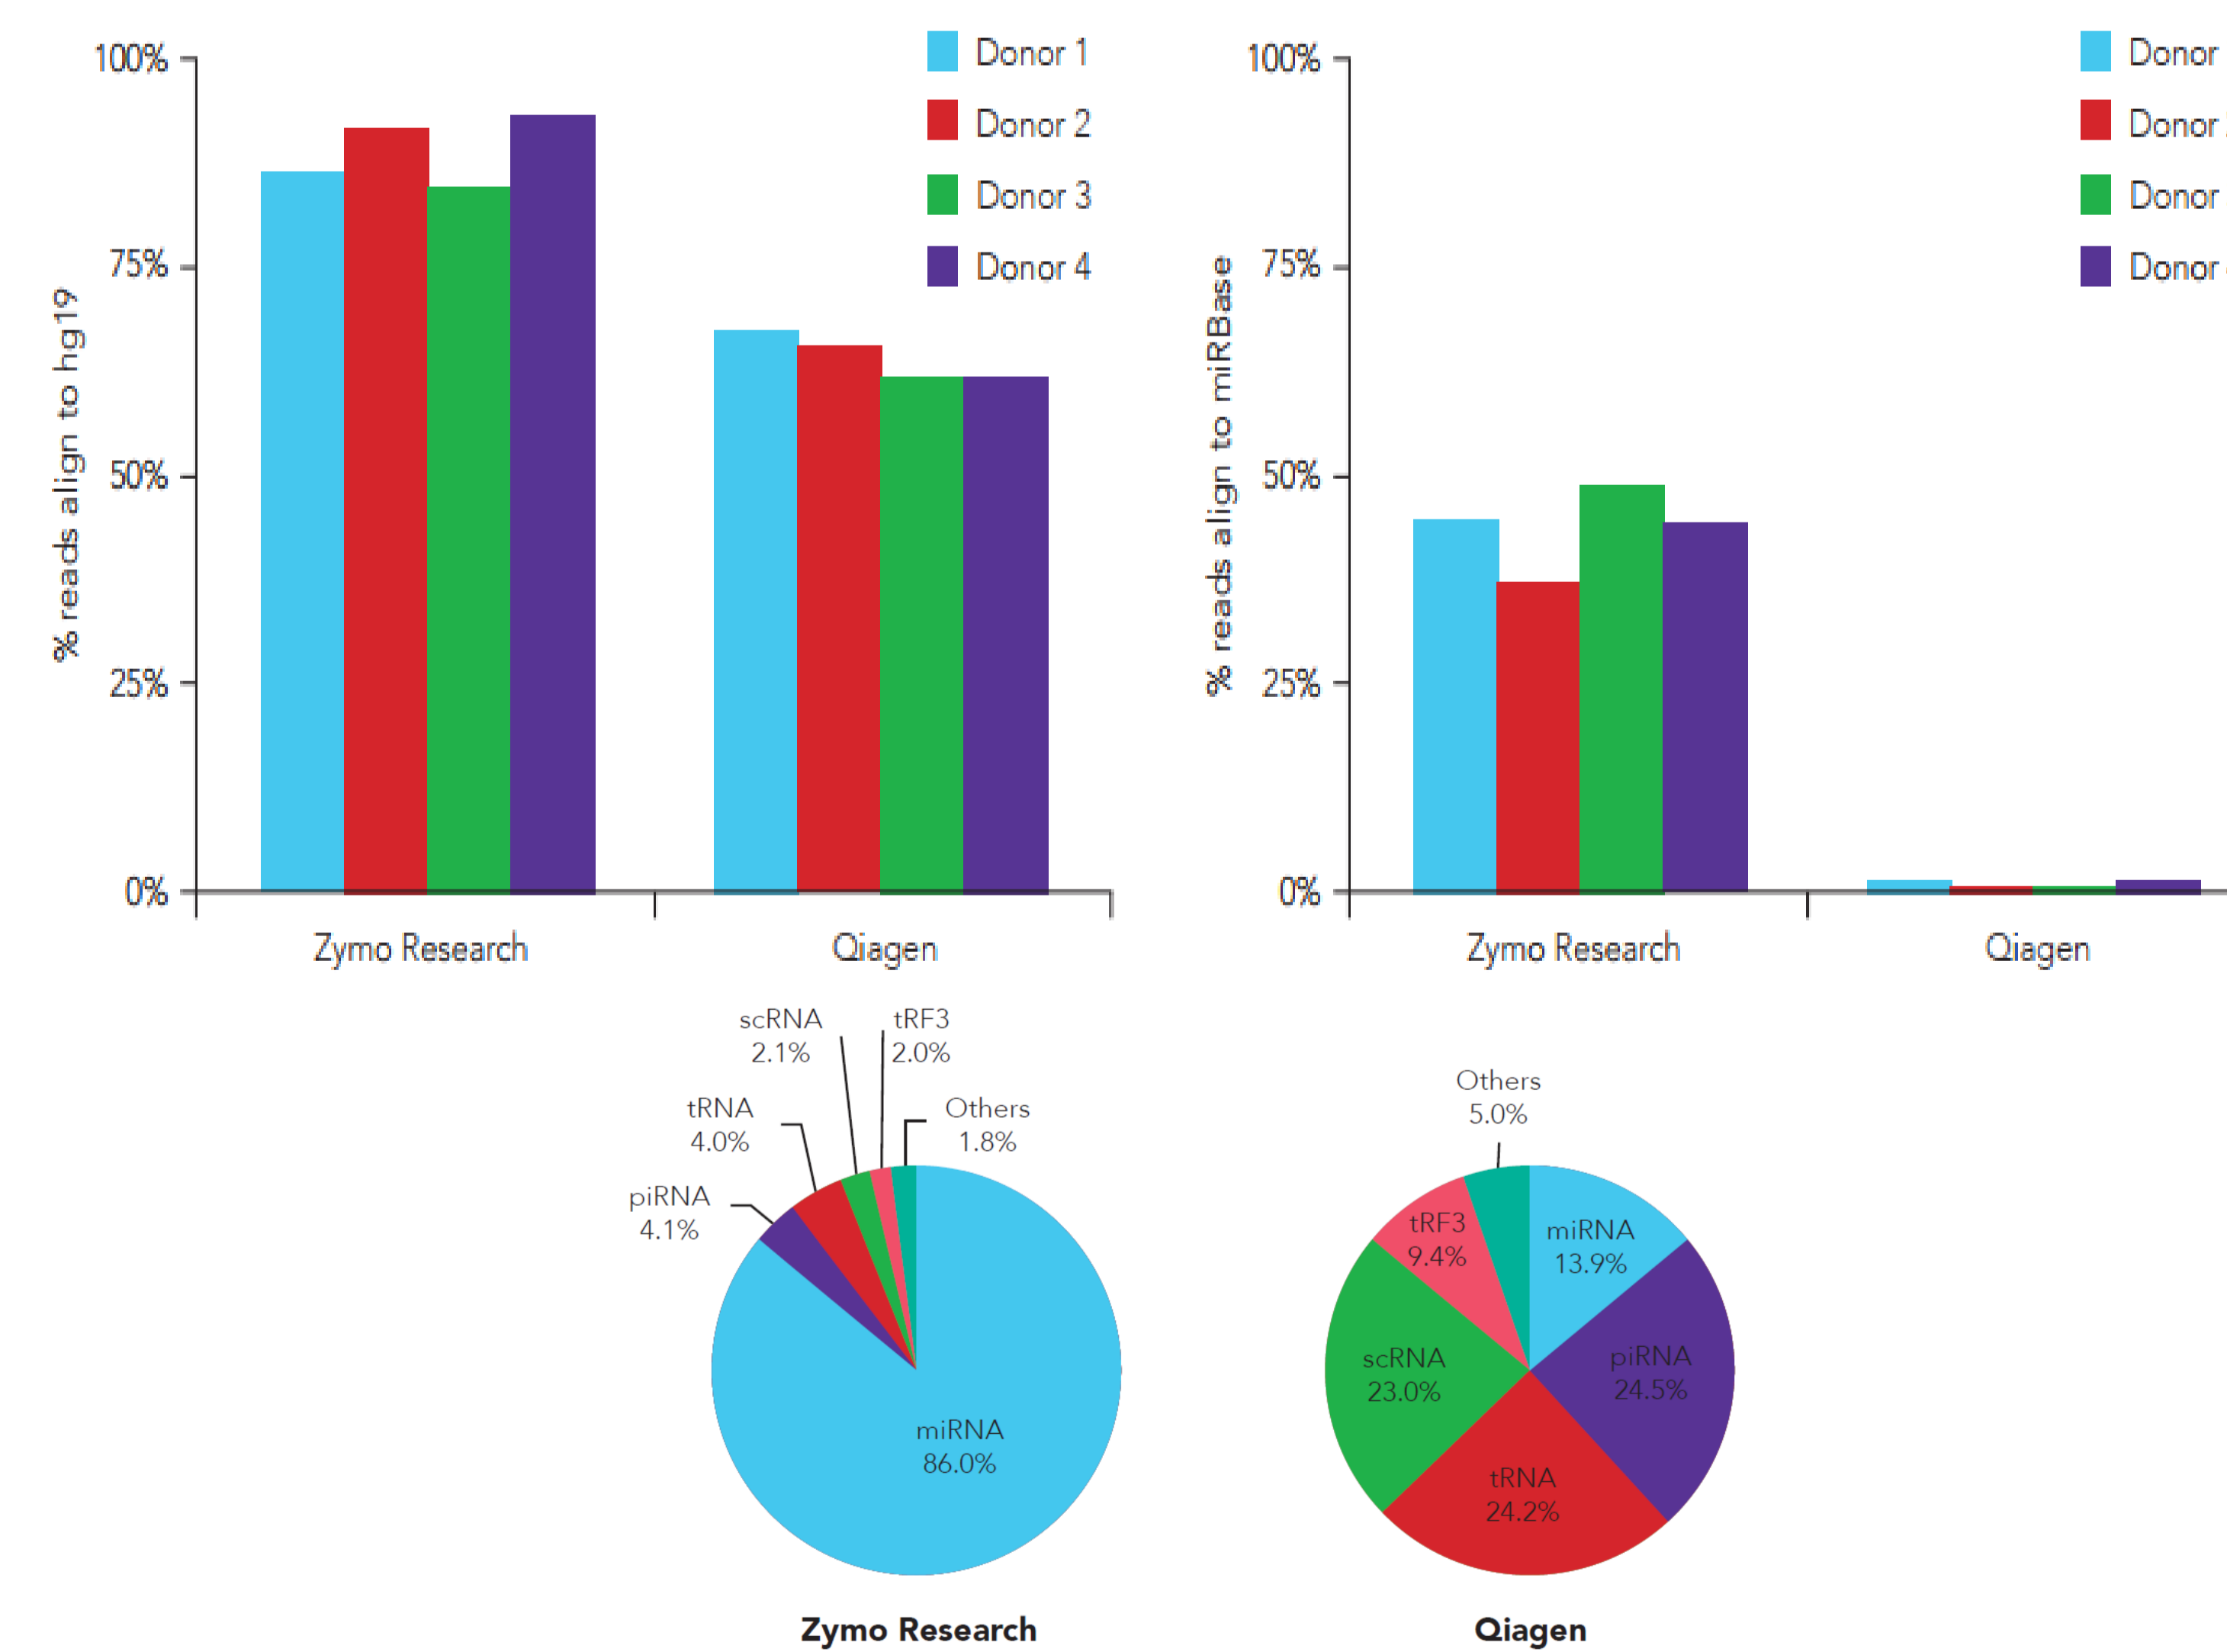 100%
75%
50%
25%
0%
% reads align to hg19
Donor 1
Donor 2
Donor 3
Donor 4
Zymo Research
Qiagen
100%
75%
50%
25%
0%
% reads align to miRBase
Donor
Donor
Donor
Donor
Zymo Research
Qiagen
scRNA
2.1%
tRF3
2.0%
tRNA
4.0%
Others
1.8%
piRNA
4.1%
miRNA
86.0%
Zymo Research
Others
5.0%
tRF3
9.4%
miRNA
13.9%
scRNA
23.0%
piRNA
24.5%
tRNA
24.2%
Qiagen